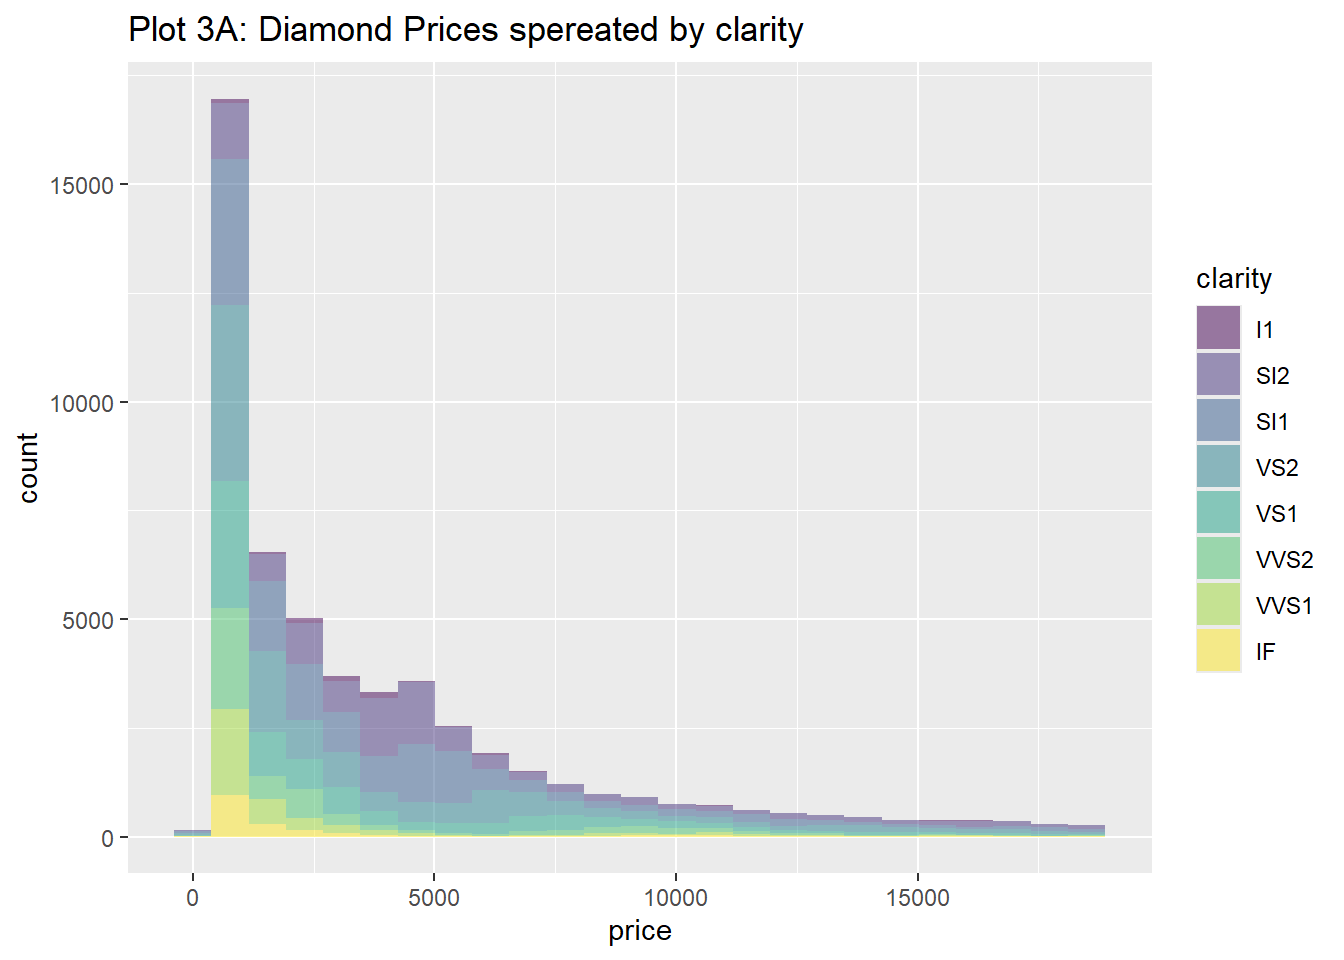 Plot 3A: Diamond Prices spereated by clarity
15000
10000
5000
0
count
0 5000 10000 15000
price
clarity
I1
SI2
SI1
VS2
VS1
VVS2
VVS1
IF